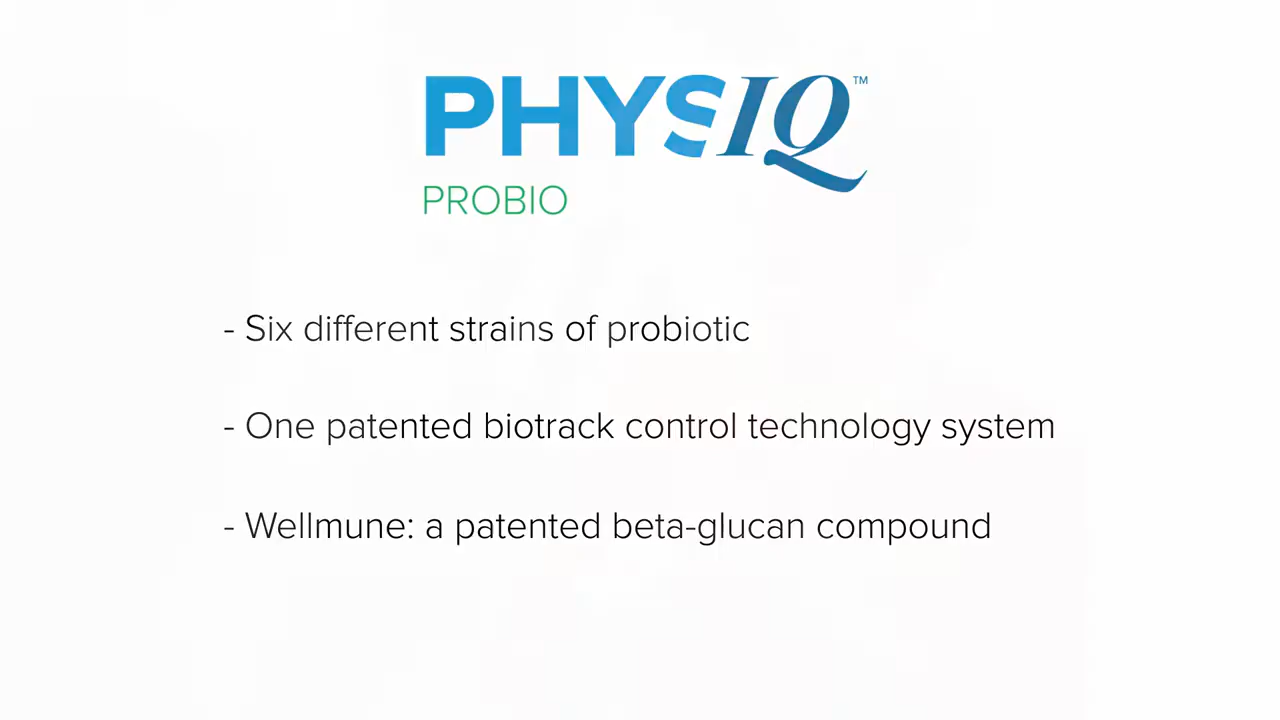 PHYSIQ™
PROBIO
- Six different strains of probiotic
- One patented biotrack control technology system
- Wellmune: a patented beta-glucan compound